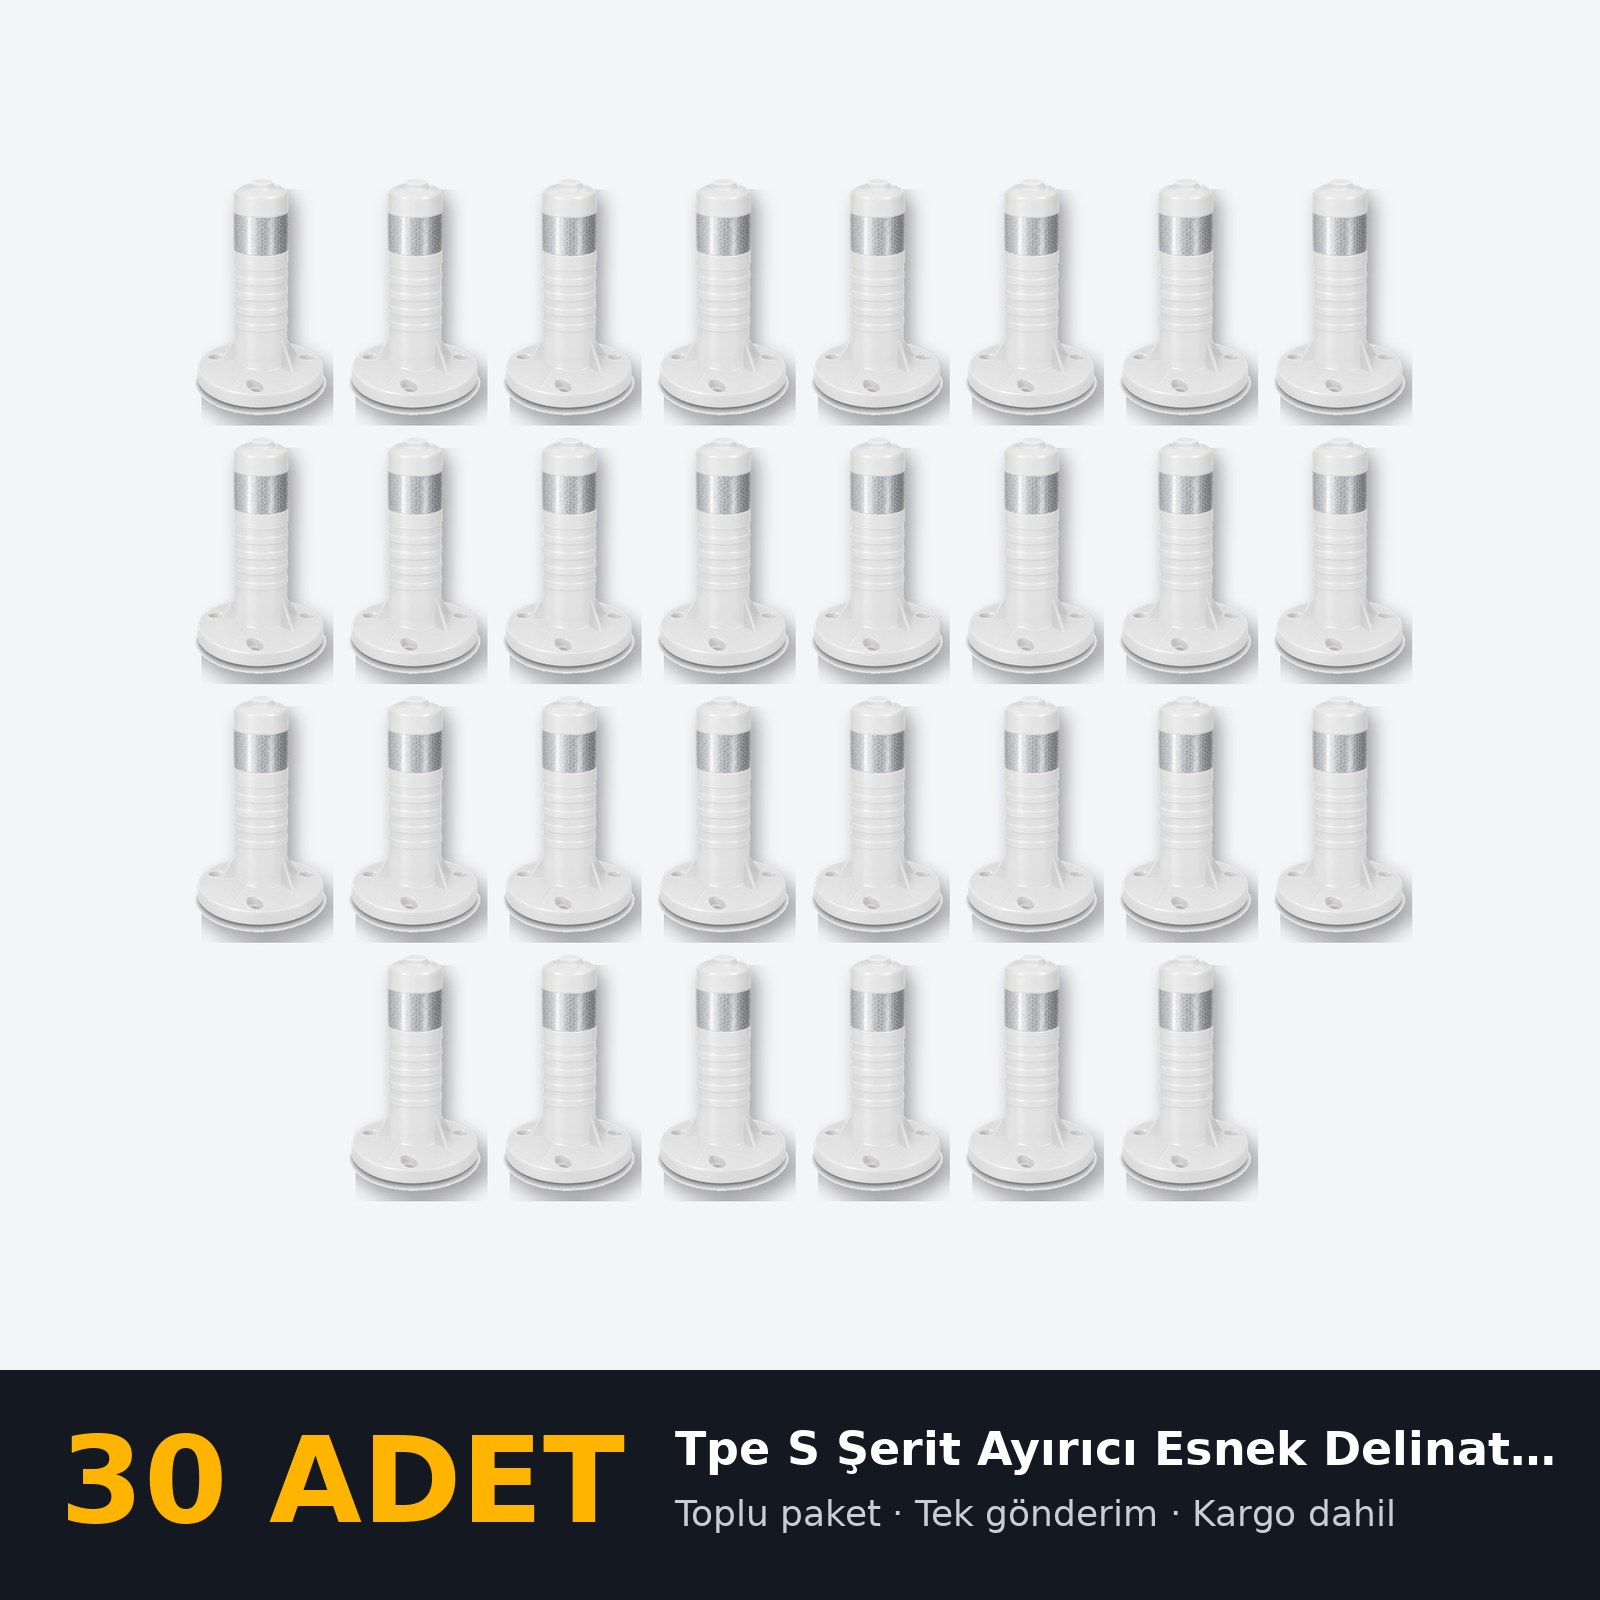 30 ADET
Tpe S Şerit Ayırıcı Esnek Delinat...
Toplu paket · Tek gönderim · Kargo dahil